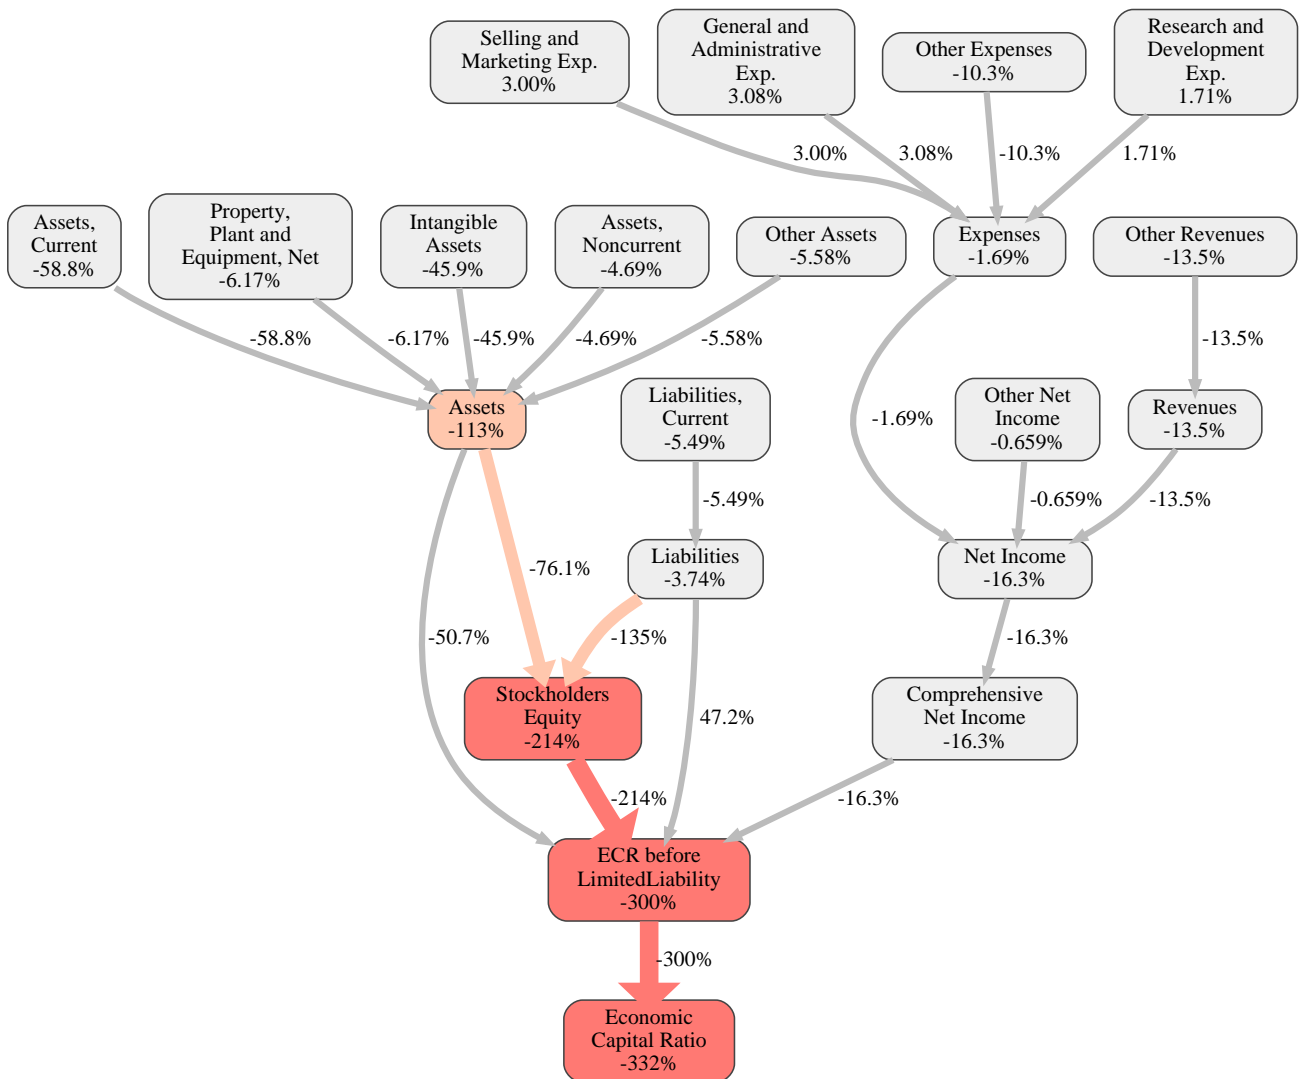 Selling and
Marketing Exp.
3.00%
General and
Administrative
Exp.
3.08%
Other Expenses
-10.3%
Research and
Development
Exp.
1.71%
3.00%
3.08%
-10.3%
1.71%
Assets,
Current
-58.8%
Property,
Plant and
Equipment, Net
-6.17%
Intangible
Assets
-45.9%
Assets,
Noncurrent
-4.69%
Other Assets
-5.58%
Expenses
-1.69%
Other Revenues
-13.5%
-58.8%
-6.17%
-45.9%
-4.69%
-5.58%
-13.5%
Assets
-113%
Liabilities,
Current
-5.49%
-1.69%
Other Net
Income
-0.659%
Revenues
-13.5%
-5.49%
-0.659%
-13.5%
-76.1%
Liabilities
-3.74%
Net Income
-16.3%
-50.7%
-135%
-16.3%
Stockholders
Equity
-214%
47.2%
Comprehensive
Net Income
-16.3%
-214%
-16.3%
ECR before
LimitedLiability
-300%
-300%
Economic
Capital Ratio
-332%